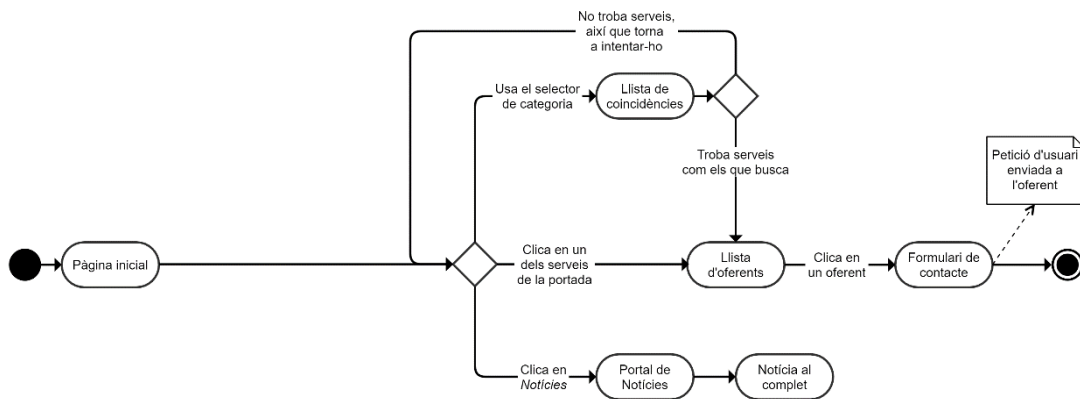 No troba serveis,
així que torna
a intentar-ho
Usa el selector
de categoria
Llista de
coincidències
Troba serveis
com els que busca
Petició d'usuari
enviada a
l'oferent
Pàgina inicial
Clica en un
dels serveis
de la portada
Llista
d'oferents
Clica en
un oferent
Formulari de
contacte
Clica en
Notícies
Portal de
Notícies
Notícia al
complet